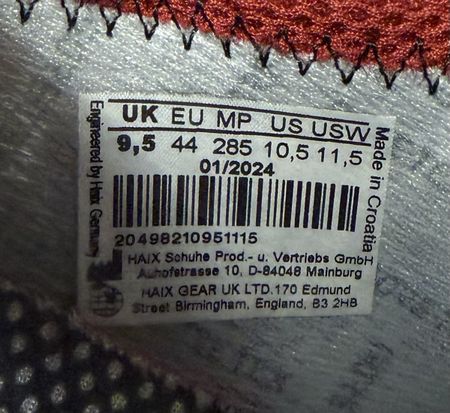 UK EU MP US USW
9,5 44 285 10,5 11,5
01/2024
20498210951115
HAIX Schuhe Prod.- u. Vertriebs GmbH
Auhofstrasse 10, D-84048 Mainburg
HAIX GEAR UK LTD.170 Edmund
Street Birmingham, England, B3 2HB
Engineered by Haix Germany
Made in Croatia